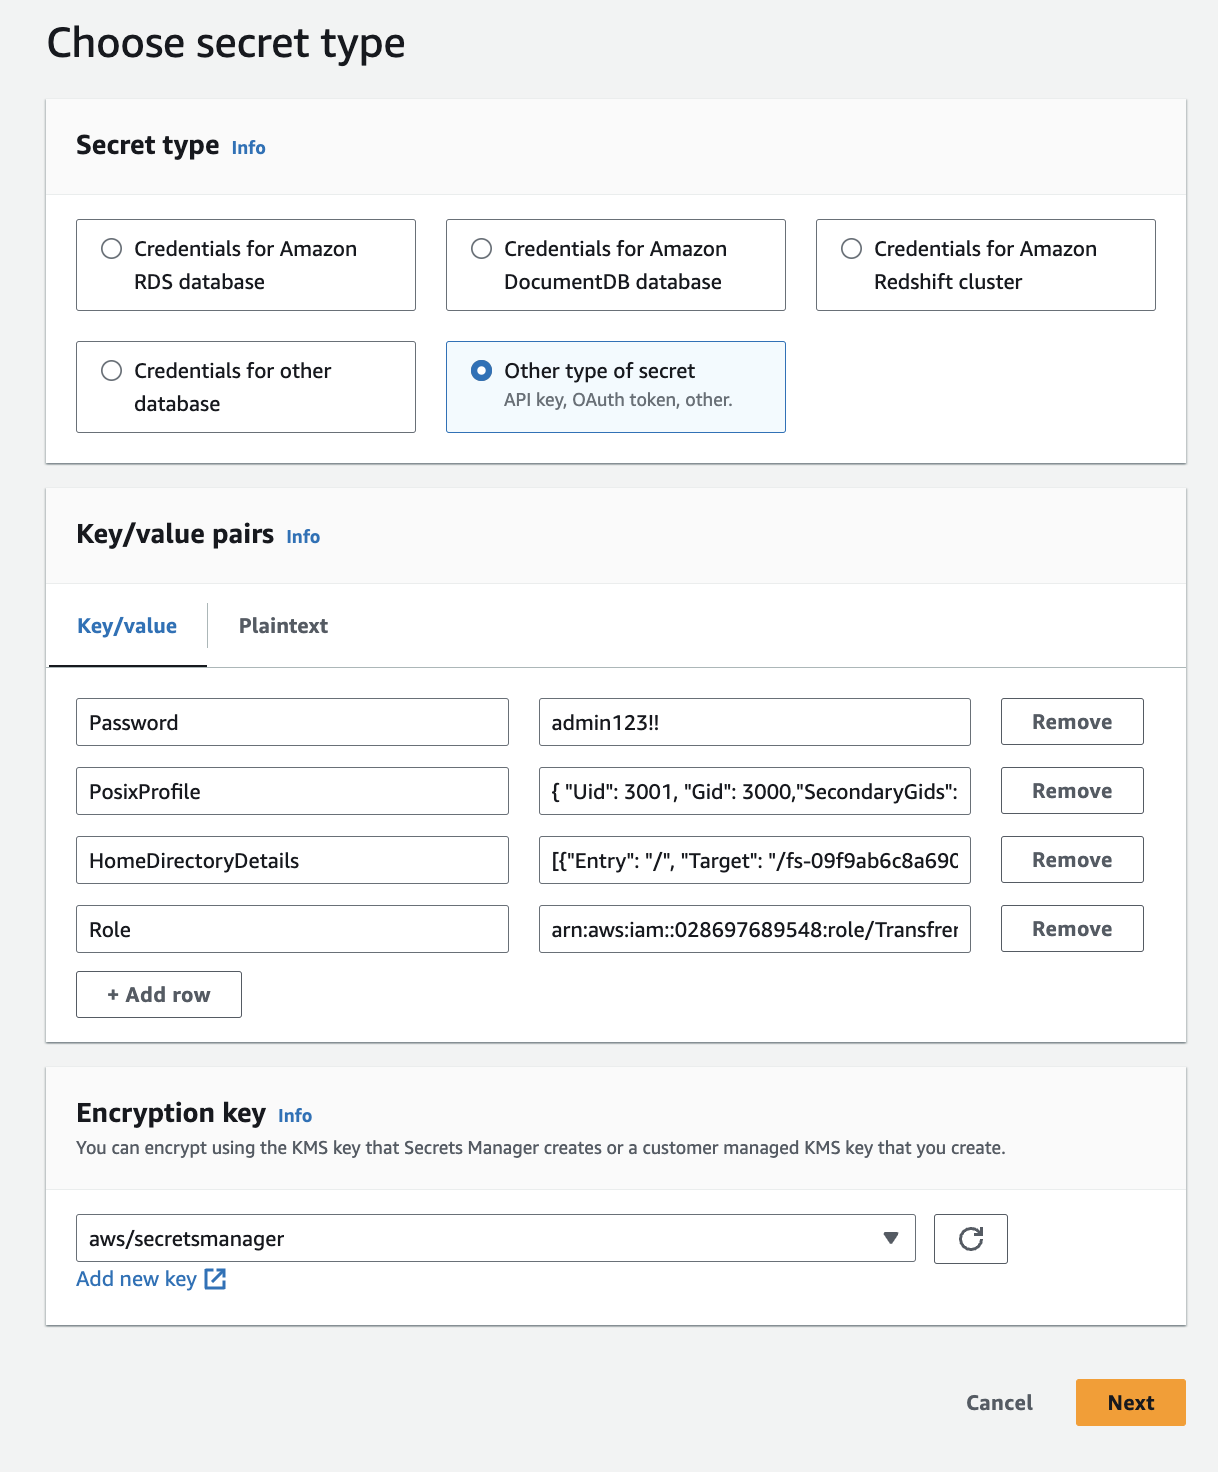 Choose secret type
Secret type Info
Credentials for Amazon
RDS database
Credentials for Amazon
DocumentDB database
Credentials for Amazon
Redshift cluster
Credentials for other
database
Other type of secret
API key, OAuth token, other.
Key/value pairs Info
Key/value Plaintext
Password admin123!! Remove
PosixProfile { "Uid": 3001, "Gid": 3000,"SecondaryGids": Remove
HomeDirectoryDetails [{"Entry": "/", "Target": "/fs-09f9ab6c8a690 Remove
Role arn:aws:iam::028697689548:role/Transfrer Remove
+ Add row
Encryption key Info
You can encrypt using the KMS key that Secrets Manager creates or a customer managed KMS key that you create.
aws/secretsmanager
Add new key
Cancel Next